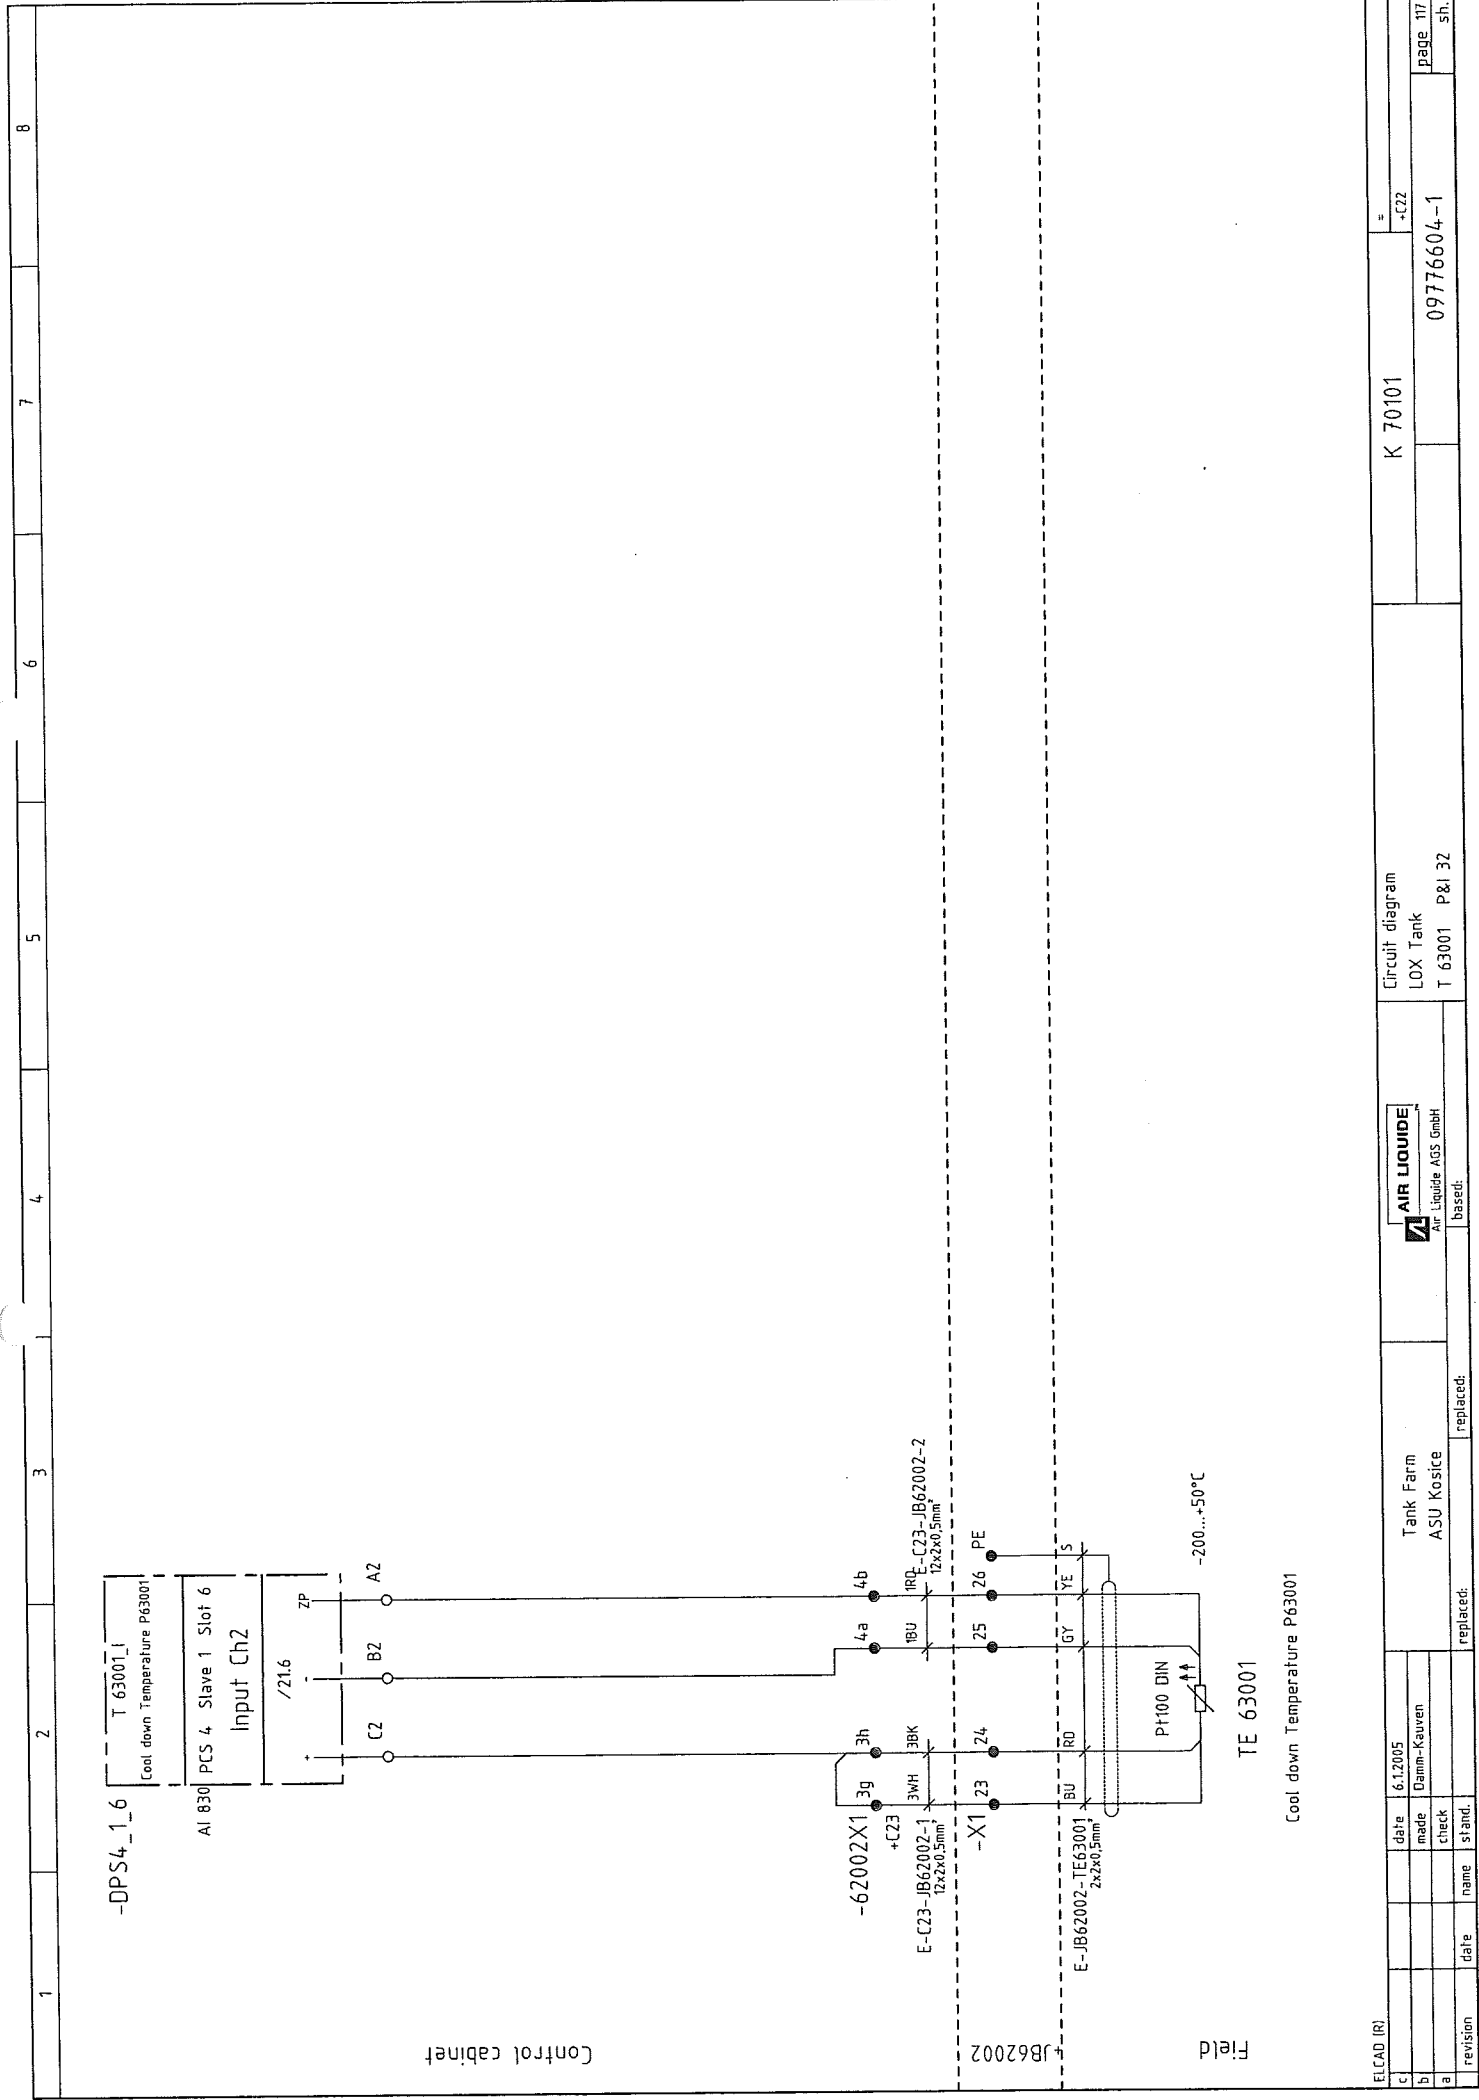 1 2 3 4 5 6 7 8
-DPS4_1_6
T 63001_I
Cool down Temperature P63001
AI 830
PCS 4 Slave 1 Slot 6
Input Ch2
/21.6
+ - ZP
C2 B2 A2
Control cabinet
-62002X1
3g 3h 4a 4b
+C23
3WH 3BK 1BU 1RD
E-C23-JB62002-1
12x2x0,5mm²
E-C23-JB62002-2
12x2x0,5mm²
+JB62002
-X1
23 24 25 26 PE
BU RD GY YE S
E-JB62002-TE63001
2x2x0,5mm²
Field
Pt100 DIN
-200...+50°C
TE 63001
Cool down Temperature P63001
ELCAD (R)
c
b
a
revision
date
name
date
6.1.2005
made
Damm-Kauven
check
stand.
Tank Farm
ASU Kosice
replaced:
replaced:
AIR LIQUIDE™
Air Liquide AGS GmbH
based:
Circuit diagram
LOX Tank
T 63001 P&I 32
K 70101
=
+C22
09776604-1
page 117
sh.